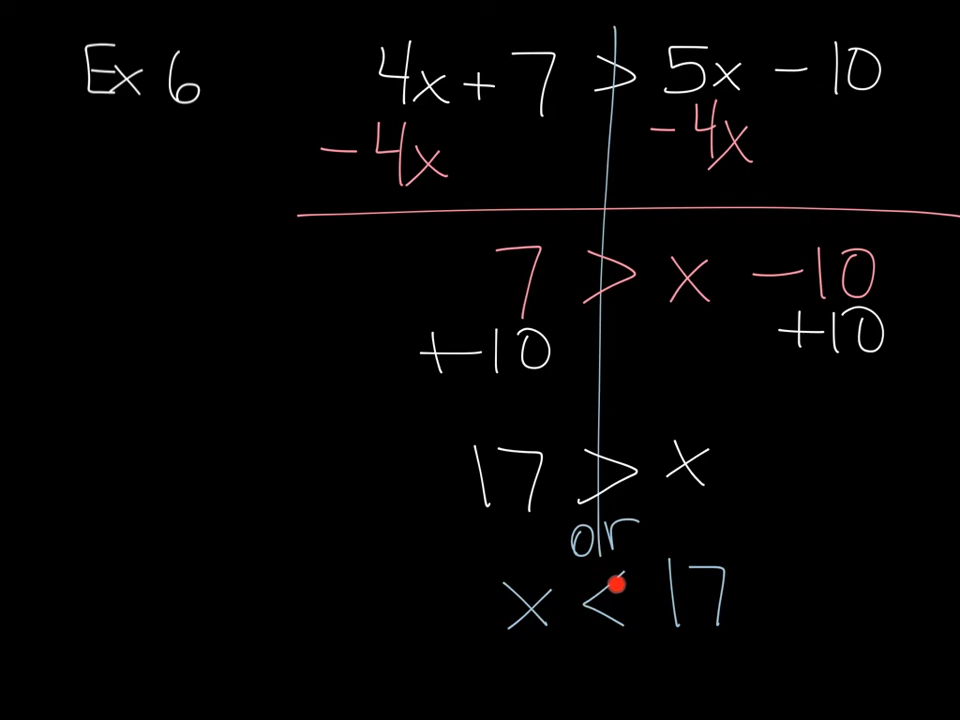 Ex 6 4x + 7 > 5x - 10
- 4x - 4x
7 > x - 10
+10 +10
17 > x
or
x < 17